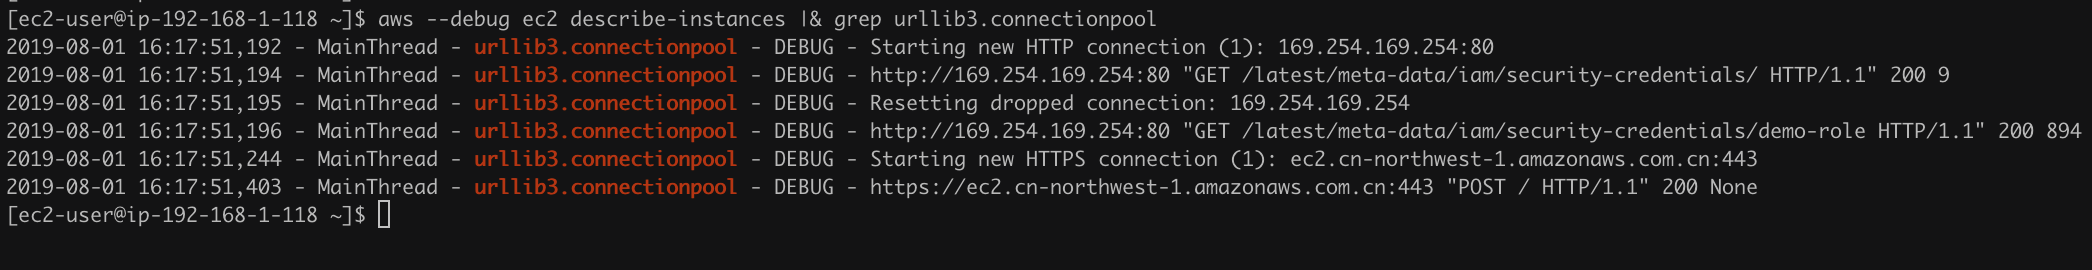 [ec2-user@ip-192-168-1-118 ~]$ aws --debug ec2 describe-instances |& grep urllib3.connectionpool
2019-08-01 16:17:51,192 - MainThread - urllib3.connectionpool - DEBUG - Starting new HTTP connection (1): 169.254.169.254:80
2019-08-01 16:17:51,194 - MainThread - urllib3.connectionpool - DEBUG - http://169.254.169.254:80 "GET /latest/meta-data/iam/security-credentials/ HTTP/1.1" 200 9
2019-08-01 16:17:51,195 - MainThread - urllib3.connectionpool - DEBUG - Resetting dropped connection: 169.254.169.254
2019-08-01 16:17:51,196 - MainThread - urllib3.connectionpool - DEBUG - http://169.254.169.254:80 "GET /latest/meta-data/iam/security-credentials/demo-role HTTP/1.1" 200 894
2019-08-01 16:17:51,244 - MainThread - urllib3.connectionpool - DEBUG - Starting new HTTPS connection (1): ec2.cn-northwest-1.amazonaws.com.cn:443
2019-08-01 16:17:51,403 - MainThread - urllib3.connectionpool - DEBUG - https://ec2.cn-northwest-1.amazonaws.com.cn:443 "POST / HTTP/1.1" 200 None
[ec2-user@ip-192-168-1-118 ~]$